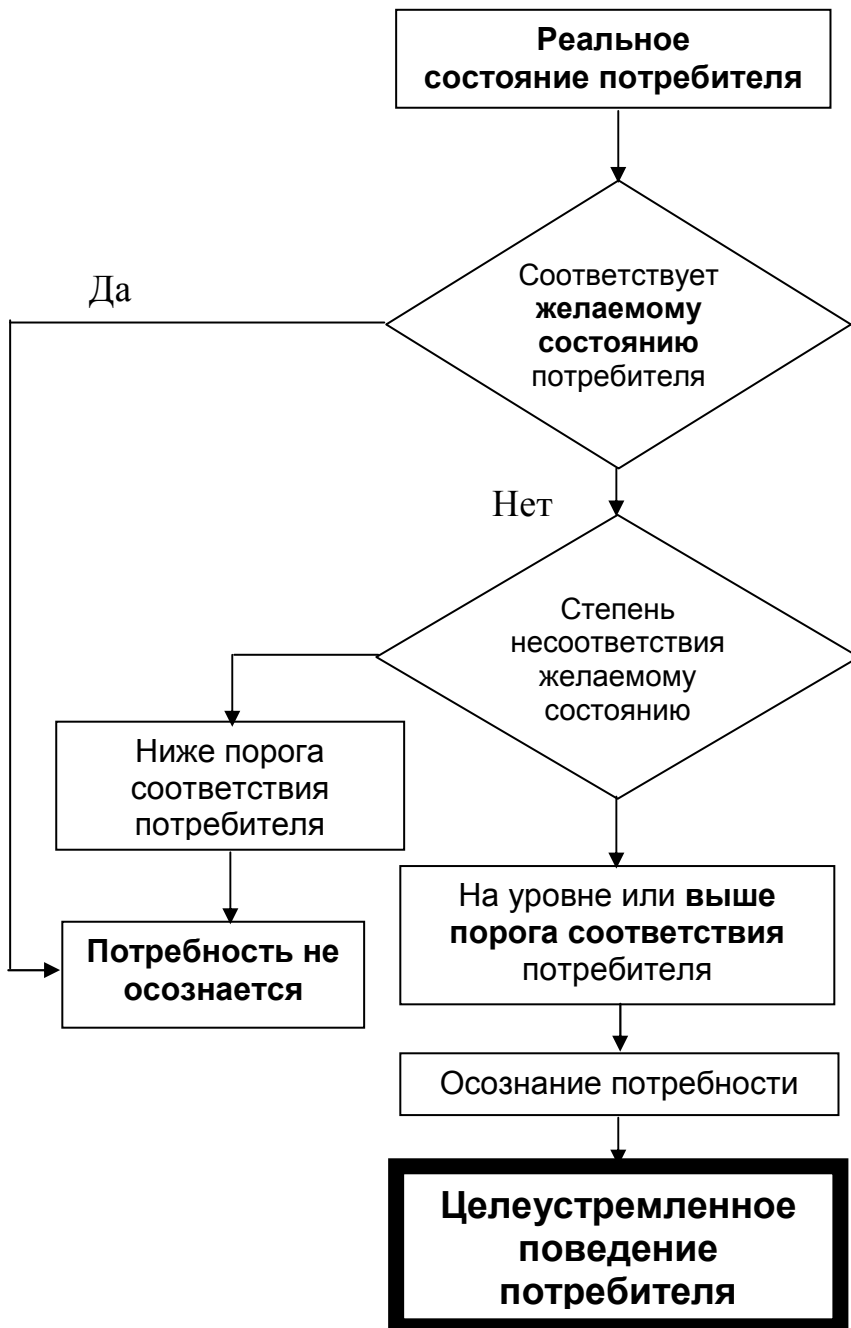 Реальное
состояние потребителя
Соответствует
желаемому
состоянию
потребителя
Да
Нет
Степень
несоответствия
желаемому
состоянию
Ниже порога
соответствия
потребителя
На уровне или выше
порога соответствия
потребителя
Потребность не
осознается
Осознание потребности
Целеустремленное
поведение
потребителя